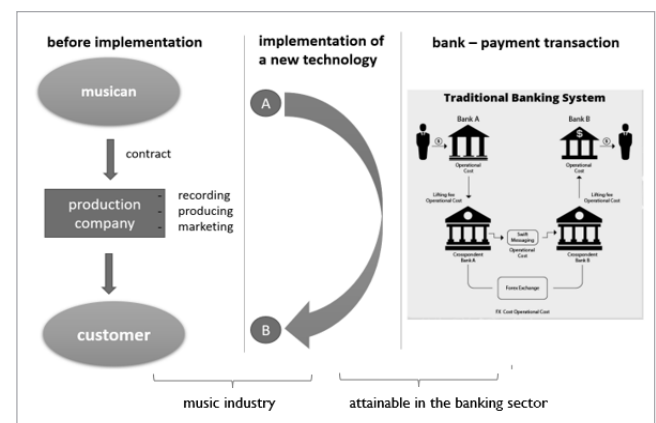 before implementation
musican
contract
production
company
- recording
- producing
- marketing
customer
implementation of
a new technology
A
B
bank – payment transaction
Traditional Banking System
Bank A
Bank B
$
$
$
Operational
Cost
Operational
Cost
Lifting fee
Operational Cost
Lifting fee
Operational Cost
Swift
Messaging
Operational
Cost
Correspondent
Bank A
Correspondent
Bank B
Forex Exchange
FX Cost Operational Cost
music industry
attainable in the banking sector